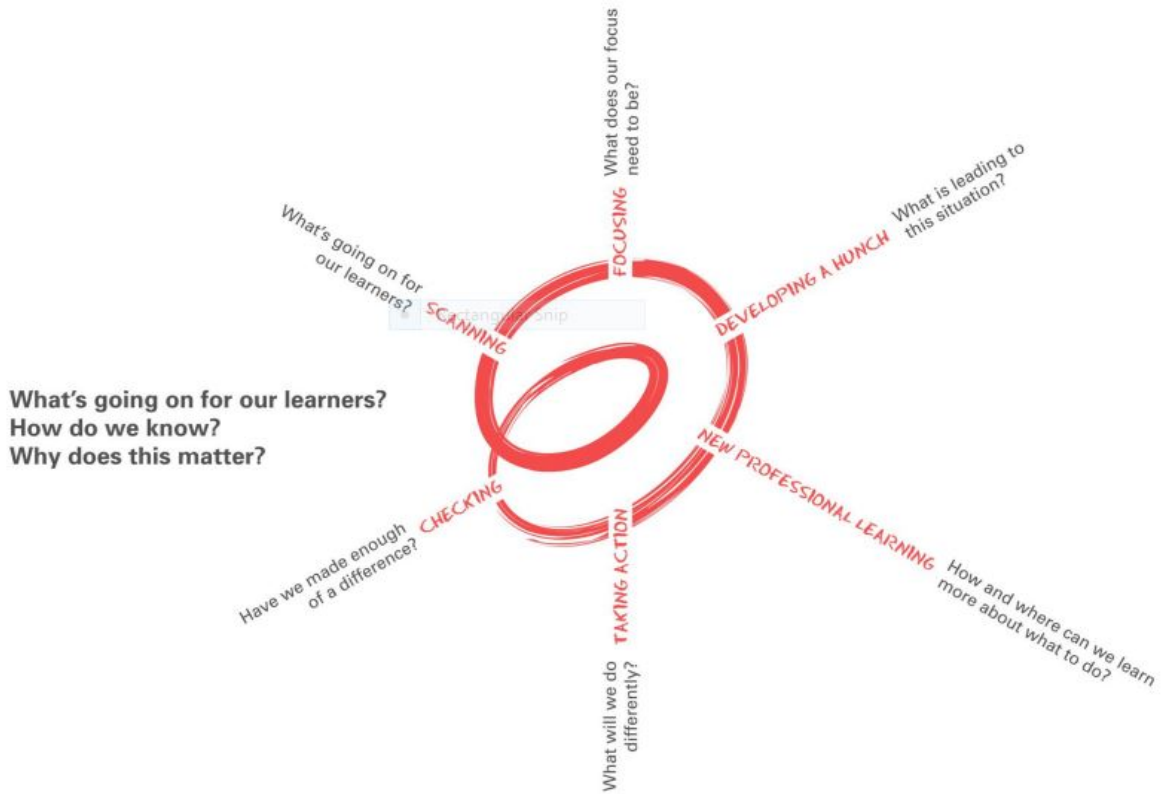 What does our focus
need to be?
FOCUSING
What is leading to
this situation?
DEVELOPING A HUNCH
What's going on for
our learners?
SCANNING
Rectangular Snip
What's going on for our learners?
How do we know?
Why does this matter?
NEW PROFESSIONAL LEARNING
How and where can we learn
more about what to do?
CHECKING
Have we made enough
of a difference?
TAKING ACTION
What will we do
differently?